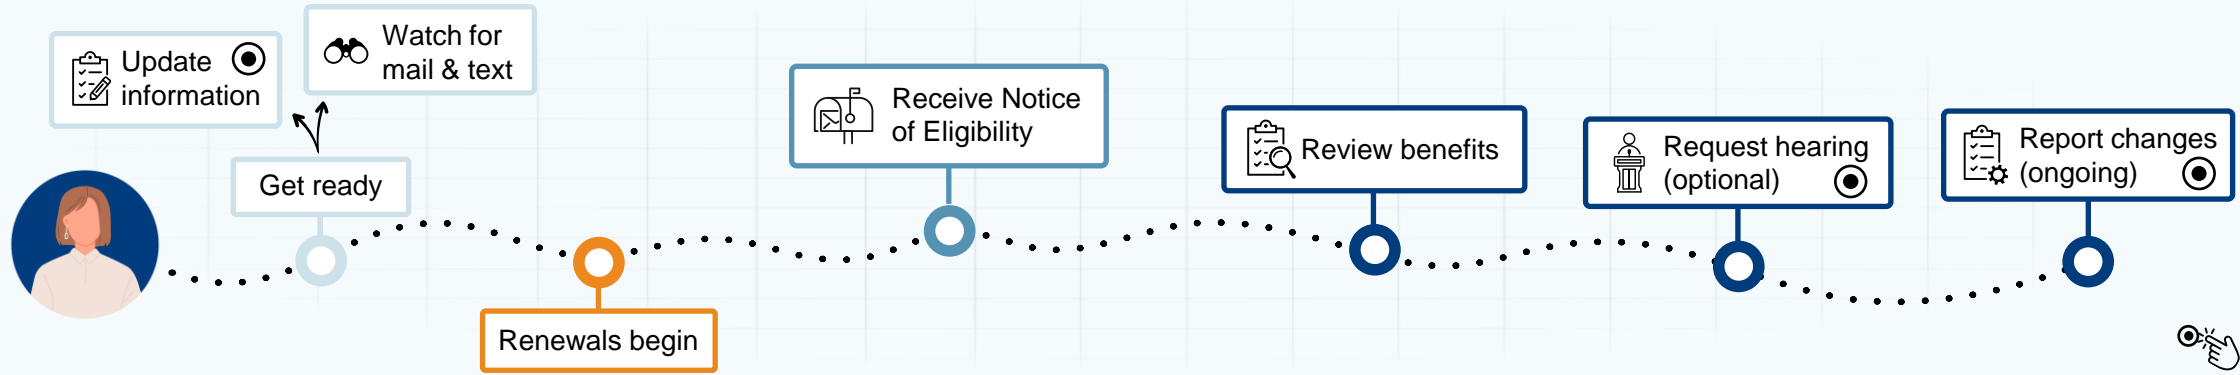 Update
information
Watch for
mail & text
Get ready
Renewals begin
Receive Notice
of Eligibility
Review benefits
Request hearing
(optional)
Report changes
(ongoing)